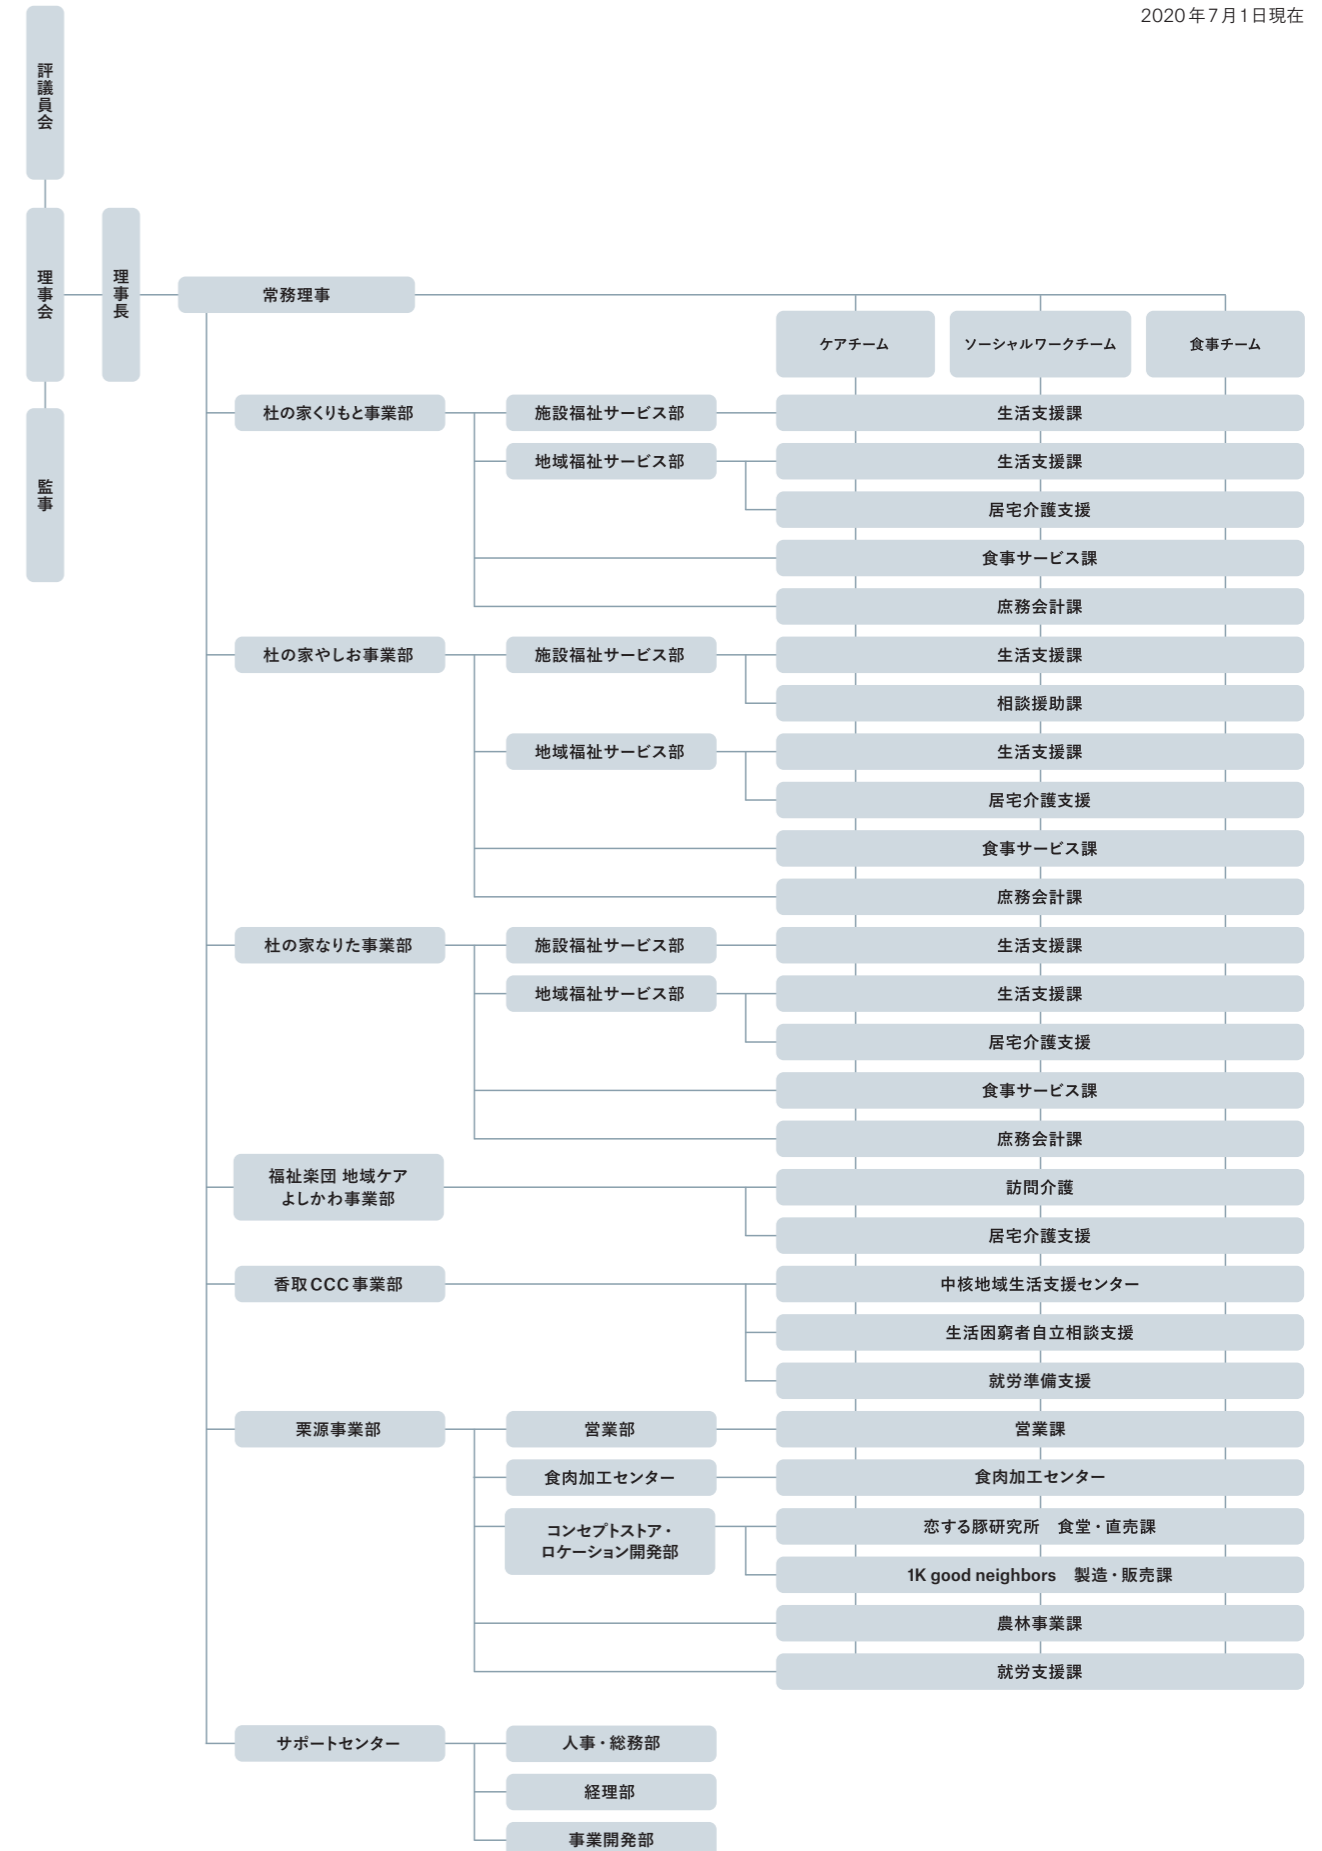 2020年7月1日現在
評議員会
理事会
理事長
監事
常務理事
ケアチーム
ソーシャルワークチーム
食事チーム
杜の家くりもと事業部
施設福祉サービス部
生活支援課
地域福祉サービス部
生活支援課
居宅介護支援
食事サービス課
庶務会計課
杜の家やしお事業部
施設福祉サービス部
生活支援課
相談援助課
地域福祉サービス部
生活支援課
居宅介護支援
食事サービス課
庶務会計課
杜の家なりた事業部
施設福祉サービス部
生活支援課
地域福祉サービス部
生活支援課
居宅介護支援
食事サービス課
庶務会計課
福祉楽団 地域ケア
よしかわ事業部
訪問介護
居宅介護支援
香取CCC事業部
中核地域生活支援センター
生活困窮者自立相談支援
就労準備支援
栗源事業部
営業部
営業課
食肉加工センター
食肉加工センター
コンセプトストア・
ロケーション開発部
恋する豚研究所　食堂・直売課
1K good neighbors　製造・販売課
農林事業課
就労支援課
サポートセンター
人事・総務部
経理部
事業開発部